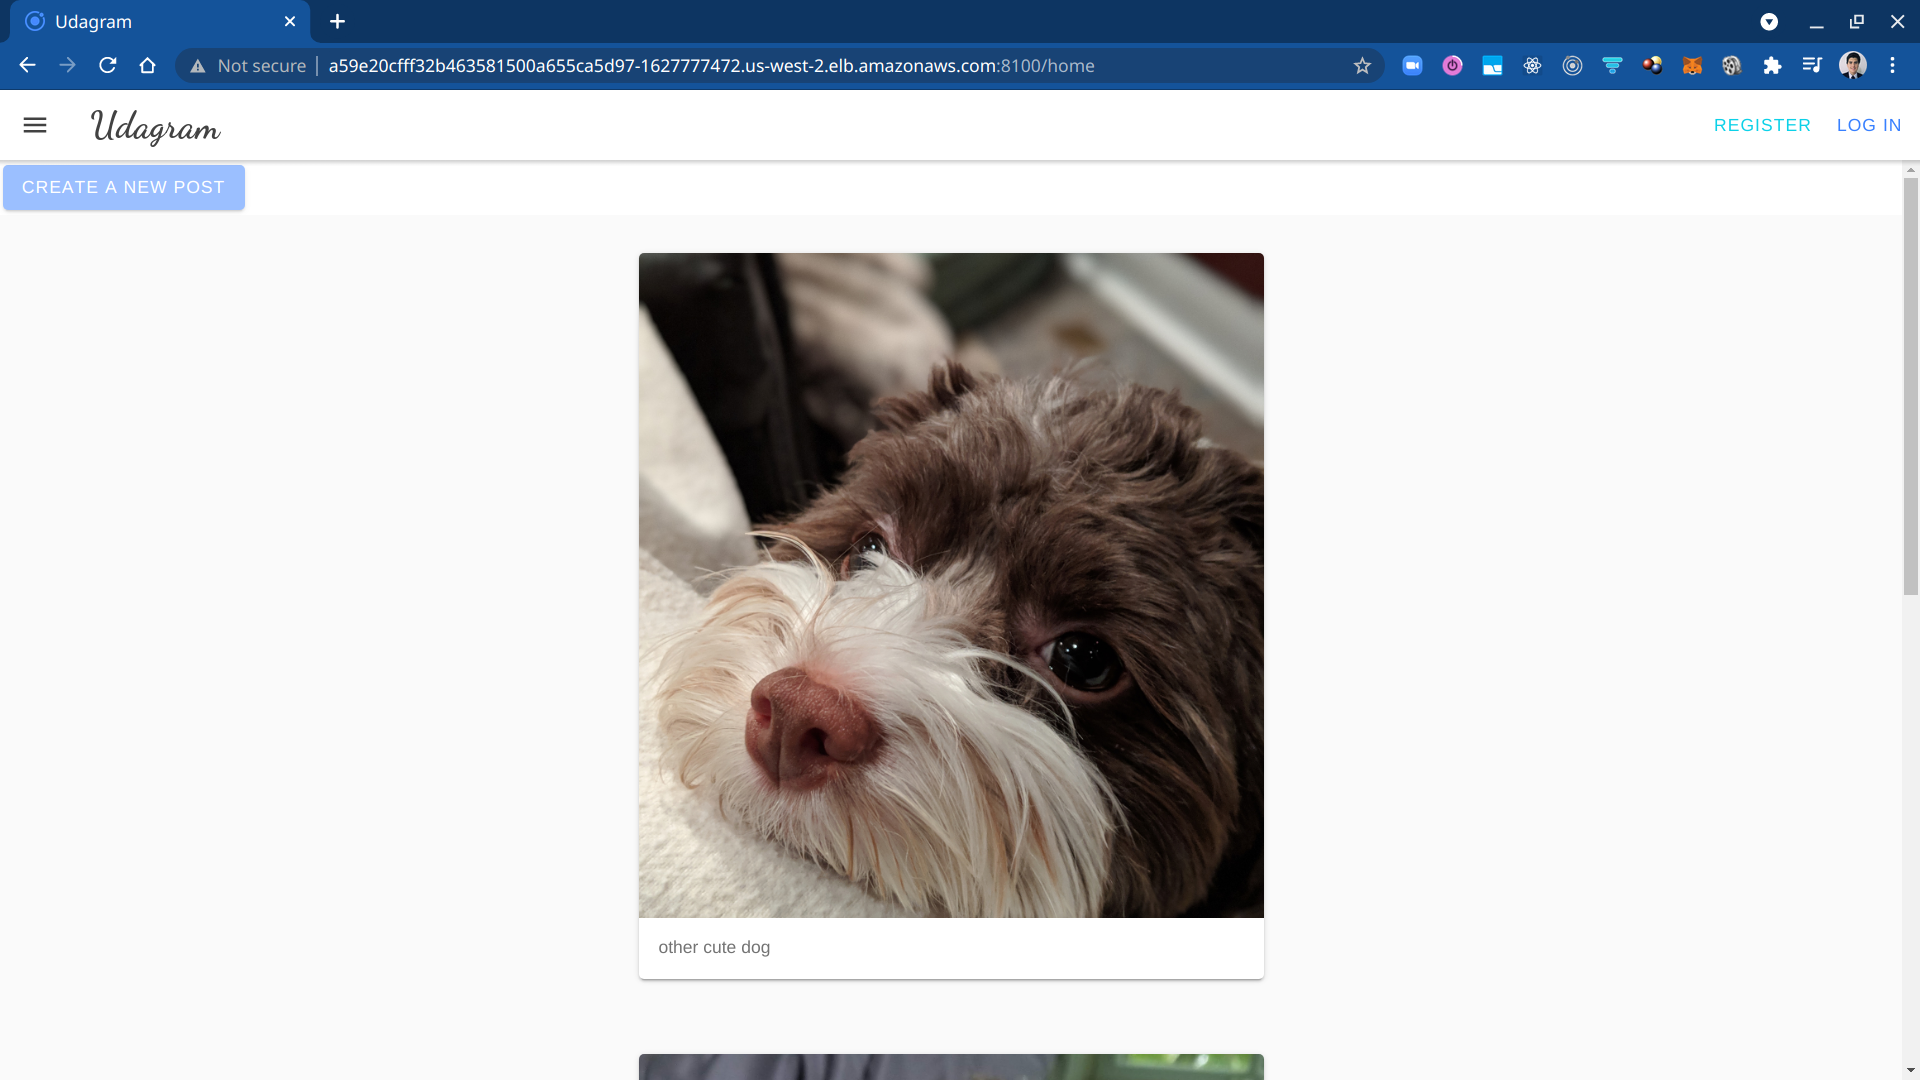 Udagram
Not secure | a59e20cfff32b463581500a655ca5d97-1627777472.us-west-2.elb.amazonaws.com:8100/home
Udagram
REGISTER
LOG IN
CREATE A NEW POST
other cute dog